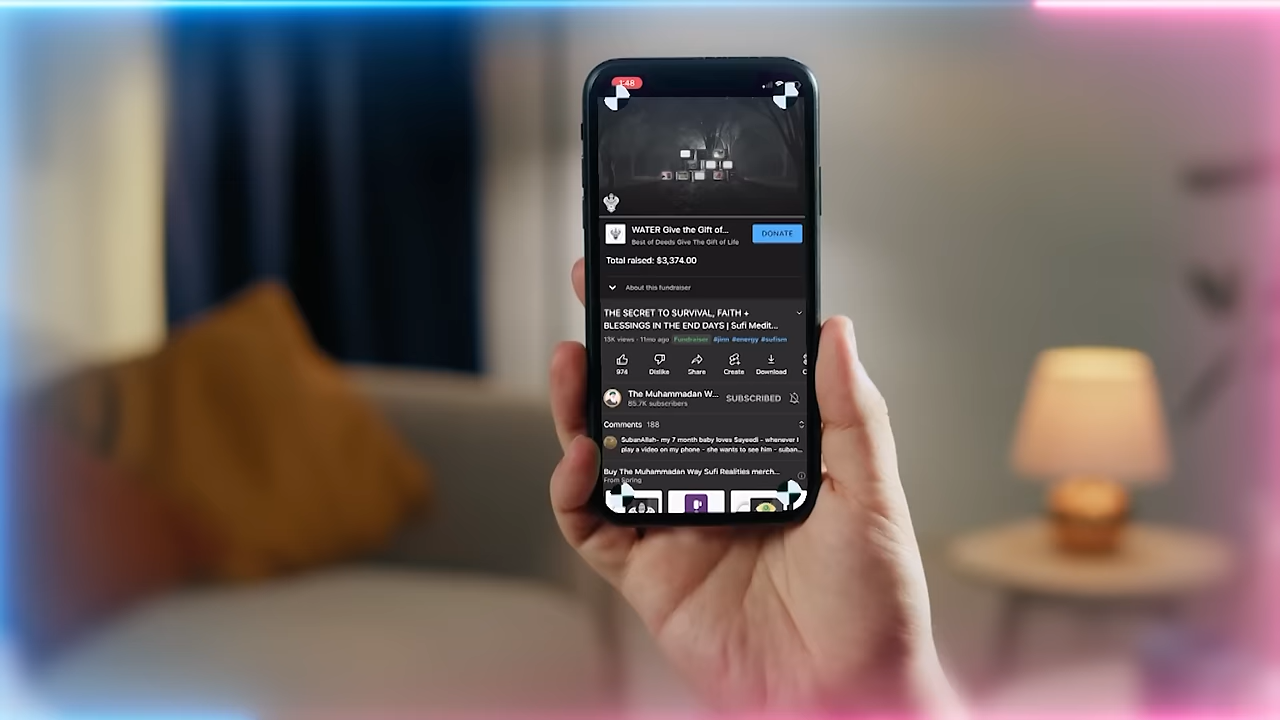 1:48
WATER Give the Gift of...
DONATE
Best of Deeds Give The Gift of Life
Total raised: $3,374.00
About this fundraiser
THE SECRET TO SURVIVAL, FAITH +
BLESSINGS IN THE END DAYS | Sufi Medit...
13K views · 11mo ago Fundraiser #jinn #energy #sufism
974 Dislike Share Create Download
The Muhammadan W...
SUBSCRIBED
85.7K subscribers
Comments 188
SubanAllah- my 7 month baby loves Sayeedi - whenever I
play a video on my phone - she wants to see him - suban...
Buy The Muhammadan Way Sufi Realities merch...
From Spring